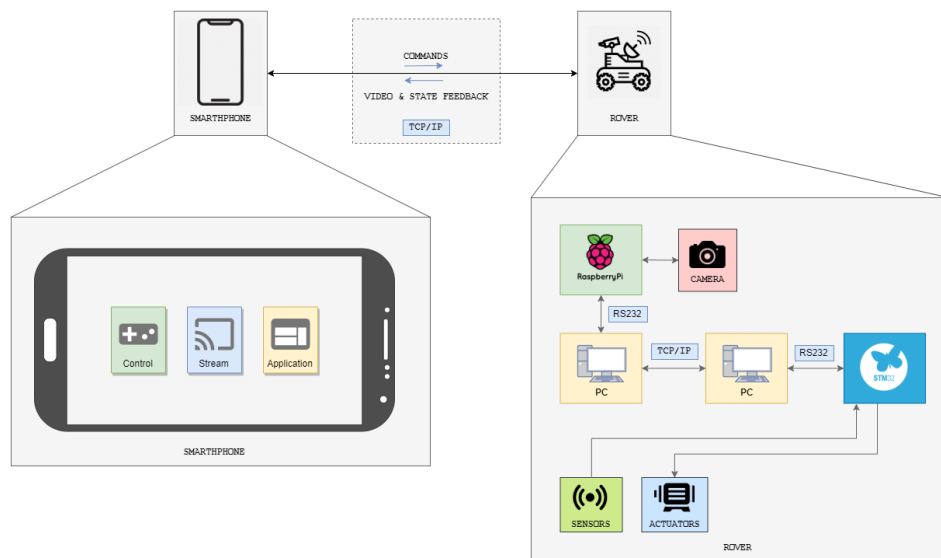 COMMANDS
VIDEO & STATE FEEDBACK
TCP/IP
SMARTHPHONE
ROVER
Control
Stream
Application
SMARTHPHONE
RaspberryPi
CAMERA
RS232
TCP/IP
RS232
PC
PC
STM32
SENSORS
ACTUATORS
ROVER